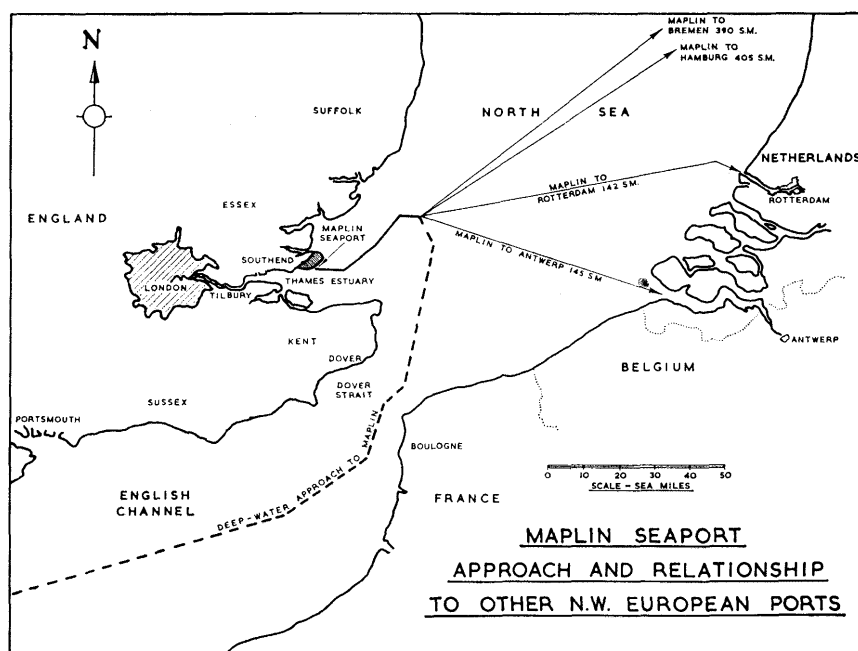 MAPLIN TO
BREMEN 390 S.M.
MAPLIN TO
HAMBURG 405 S.M.
N
SUFFOLK
NORTH SEA
NETHERLANDS
MAPLIN TO
ROTTERDAM 142 S.M.
ROTTERDAM
ENGLAND
ESSEX
MAPLIN
SEAPORT
SOUTHEND
MAPLIN TO ANTWERP 145 S.M
LONDON
TILBURY
THAMES ESTUARY
KENT
ANTWERP
DOVER
BELGIUM
DOVER
STRAIT
SUSSEX
PORTSMOUTH
BOULOGNE
DEEP-WATER APPROACH TO MAPLIN
ENGLISH
CHANNEL
FRANCE
0 10 20 30 40 50
SCALE - SEA MILES
MAPLIN SEAPORT
APPROACH AND RELATIONSHIP
TO OTHER N.W. EUROPEAN PORTS